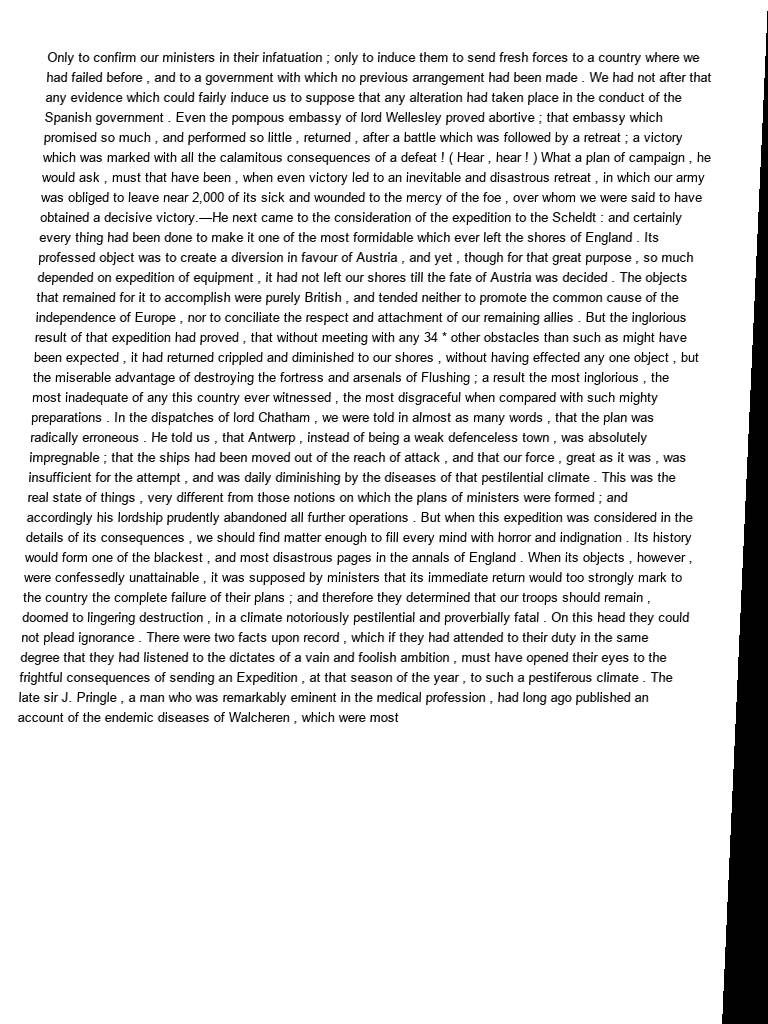 Only to confirm our ministers in their infatuation ; only to induce them to send fresh forces to a country where we
had failed before , and to a government with which no previous arrangement had been made . We had not after that
any evidence which could fairly induce us to suppose that any alteration had taken place in the conduct of the
Spanish government . Even the pompous embassy of lord Wellesley proved abortive ; that embassy which
promised so much , and performed so little , returned , after a battle which was followed by a retreat ; a victory
which was marked with all the calamitous consequences of a defeat ! ( Hear , hear ! ) What a plan of campaign , he
would ask , must that have been , when even victory led to an inevitable and disastrous retreat , in which our army
was obliged to leave near 2,000 of its sick and wounded to the mercy of the foe , over whom we were said to have
obtained a decisive victory.—He next came to the consideration of the expedition to the Scheldt : and certainly
every thing had been done to make it one of the most formidable which ever left the shores of England . Its
professed object was to create a diversion in favour of Austria , and yet , though for that great purpose , so much
depended on expedition of equipment , it had not left our shores till the fate of Austria was decided . The objects
that remained for it to accomplish were purely British , and tended neither to promote the common cause of the
independence of Europe , nor to conciliate the respect and attachment of our remaining allies . But the inglorious
result of that expedition had proved , that without meeting with any 34 * other obstacles than such as might have
been expected , it had returned crippled and diminished to our shores , without having effected any one object , but
the miserable advantage of destroying the fortress and arsenals of Flushing ; a result the most inglorious , the
most inadequate of any this country ever witnessed , the most disgraceful when compared with such mighty
preparations . In the dispatches of lord Chatham , we were told in almost as many words , that the plan was
radically erroneous . He told us , that Antwerp , instead of being a weak defenceless town , was absolutely
impregnable ; that the ships had been moved out of the reach of attack , and that our force , great as it was , was
insufficient for the attempt , and was daily diminishing by the diseases of that pestilential climate . This was the
real state of things , very different from those notions on which the plans of ministers were formed ; and
accordingly his lordship prudently abandoned all further operations . But when this expedition was considered in the
details of its consequences , we should find matter enough to fill every mind with horror and indignation . Its history
would form one of the blackest , and most disastrous pages in the annals of England . When its objects , however ,
were confessedly unattainable , it was supposed by ministers that its immediate return would too strongly mark to
the country the complete failure of their plans ; and therefore they determined that our troops should remain ,
doomed to lingering destruction , in a climate notoriously pestilential and proverbially fatal . On this head they could
not plead ignorance . There were two facts upon record , which if they had attended to their duty in the same
degree that they had listened to the dictates of a vain and foolish ambition , must have opened their eyes to the
frightful consequences of sending an Expedition , at that season of the year , to such a pestiferous climate . The
late sir J. Pringle , a man who was remarkably eminent in the medical profession , had long ago published an
account of the endemic diseases of Walcheren , which were most